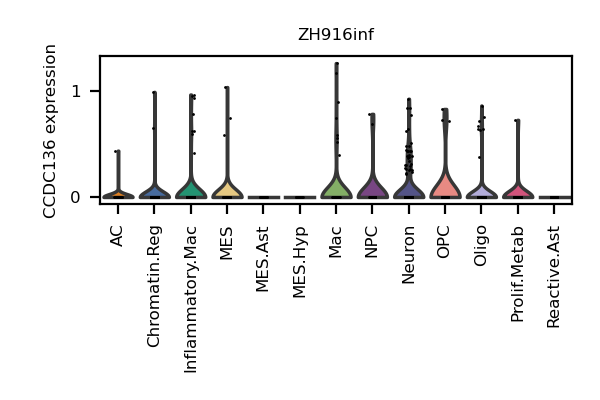 ZH916inf
CCDC136 expression
1
0
AC
Chromatin.Reg
Inflammatory.Mac
MES
MES.Ast
MES.Hyp
Mac
NPC
Neuron
OPC
Oligo
Prolif.Metab
Reactive.Ast